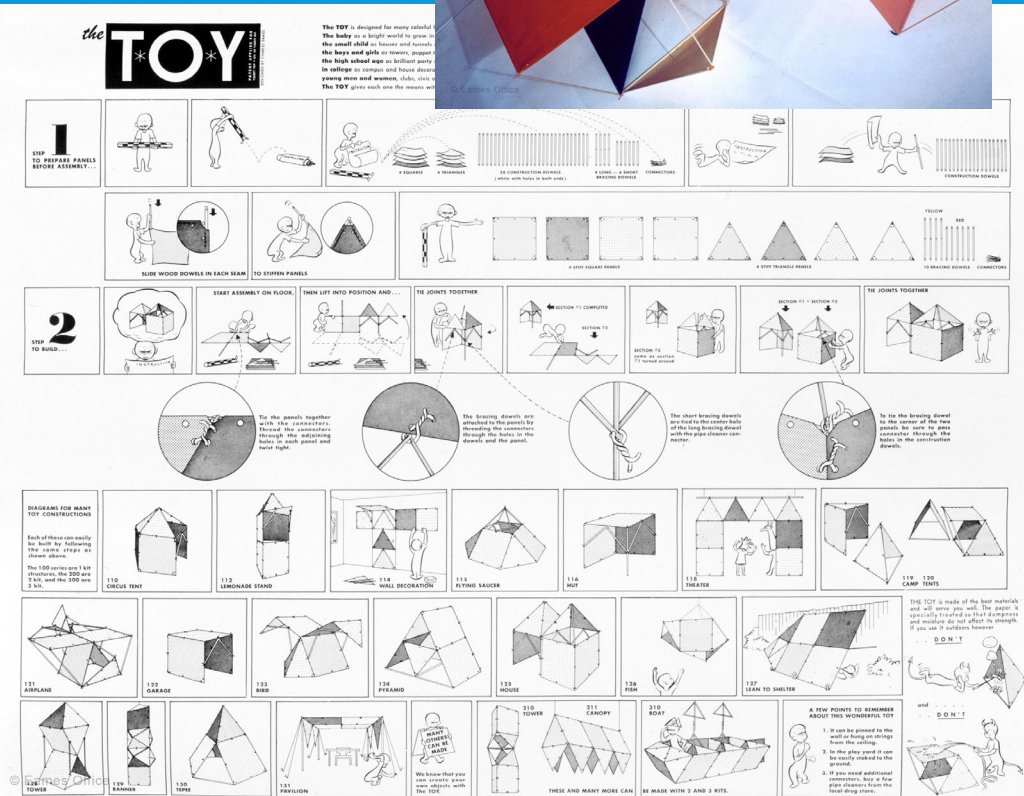 the TOY
The TOY is designed for many colorful
The baby as a bright world to grow in
the small child as houses and tunnels
the boys and girls as towers, puppet
the high school age as brilliant party
in college as campus and house decora
young men and women, clubs, civic
The TOY gives each one the means
© Eames Office
STEP 1
TO PREPARE PANELS
BEFORE ASSEMBLY...
4 SQUARES
4 TRIANGLES
CONSTRUCTION DOWELS
(white with holes in both ends)
4 LONG — 6 SHORT
BRACING DOWELS
CONNECTORS
INSTRUCTION
CONSTRUCTION DOWELS
SLIDE WOOD DOWELS IN EACH SEAM
TO STIFFEN PANELS
4 STIFF SQUARE PANELS
4 STIFF TRIANGLE PANELS
YELLOW
RED
10 BRACING DOWELS
CONNECTORS
STEP 2
TO BUILD...
INSTRUCTION
START ASSEMBLY ON FLOOR,
THEN LIFT INTO POSITION AND...
TIE JOINTS TOGETHER
SECTION #1 COMPLETED
SECTION #2
SECTION #2
same as section
#1 turned around
SECTION #1 = SECTION #2
TIE JOINTS TOGETHER
Tie the panels together
with the connectors.
Thread the connectors
through the adjoining
holes in each panel and
twist tight.
The bracing dowels are
attached to the panels by
threading the connectors
through the holes in the
dowels and the panel.
The short bracing dowels
are tied to the center hole
of the long bracing dowel
with the pipe cleaner con-
nector.
To tie the bracing dowel
to the corner of the two
panels be sure to pass
connector through the
holes in the construction
dowels.
DIAGRAMS FOR MANY
TOY CONSTRUCTIONS
Each of these can easily
be built by following
the same steps as
shown above.
The 100 series are 1 kit
structures, the 200 are
2 kit, and the 300 are
3 kit.
110
CIRCUS TENT
112
LEMONADE STAND
114
WALL DECORATION
115
FLYING SAUCER
116
HUT
118
THEATER
119 120
CAMP TENTS
121
AIRPLANE
122
GARAGE
123
BIRD
124
PYRAMID
125
HOUSE
126
FISH
127
LEAN TO SHELTER
THE TOY is made of the best materials
and will serve you well. The paper is
specially treated so that dampness
and moisture do not affect its strength.
If you use it outdoors however
... DON'T
and ....
... DON'T
128
TOWER
129
BANNER
130
TEPEE
131
PAVILION
MANY
OTHERS
CAN BE
MADE
We know that you
can create your
own objects with
The TOY.
210
TOWER
211
CANOPY
THESE AND MANY MORE CAN
310
BOAT
BE MADE WITH 2 AND 3 KITS.
A FEW POINTS TO REMEMBER
ABOUT THIS WONDERFUL TOY
1. It can be pinned to the
wall or hung on strings
from the ceiling.
2. In the play yard it can
be easily staked to the
ground.
3. If you need additional
connectors, buy a few
pipe cleaners from the
local drug store.
© Eames Office